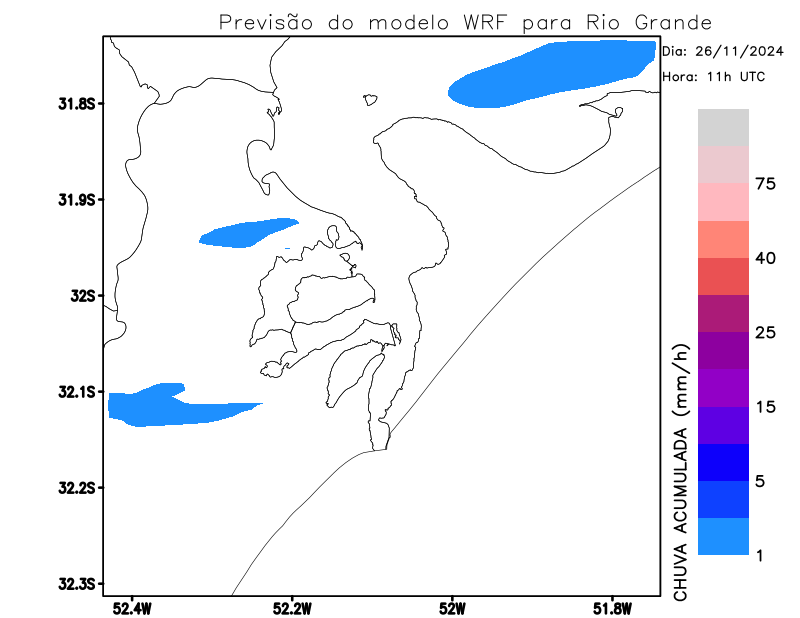 Previsão do modelo WRF para Rio Grande
Dia: 26/11/2024
Hora: 11h UTC
31.8S
31.9S
32S
32.1S
32.2S
32.3S
52.4W
52.2W
52W
51.8W
75
40
25
15
5
1
CHUVA ACUMULADA (mm/h)